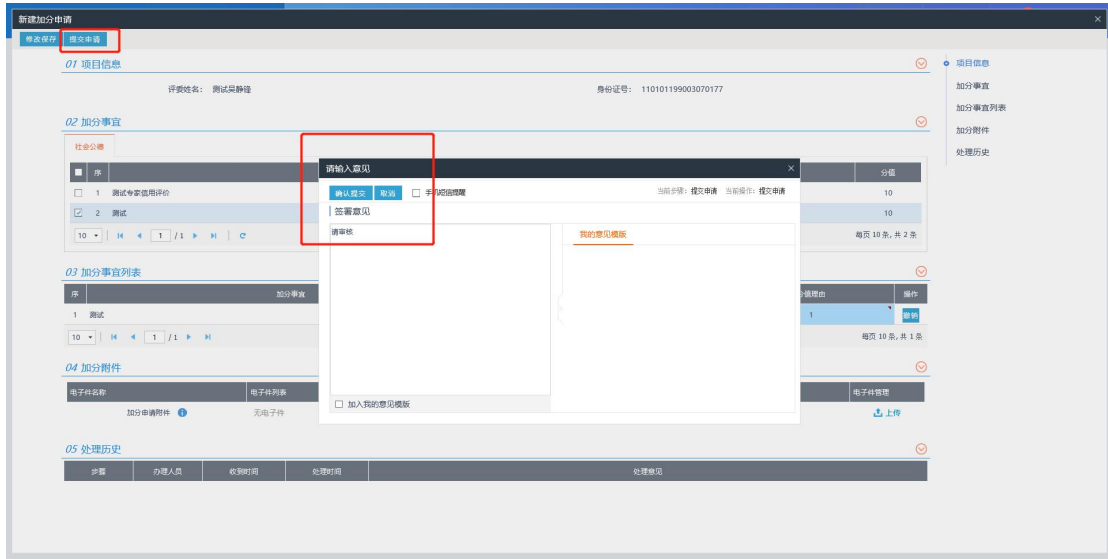 新建加分申请
修改保存 提交申请
01 项目信息
评委姓名： 测试吴静锋 身份证号： 110101199003070177
02 加分事宜
社会公德
序 分值
1 测试专家信用评价 10
2 测试 10
10 1 / 1 每页 10 条, 共 2 条
03 加分事宜列表
序 加分事宜 分值理由 操作
1 测试 1 撤销
10 1 / 1 每页 10 条, 共 1 条
04 加分附件
电子件名称 电子件列表 电子件管理
加分申请附件 无电子件 上传
05 处理历史
步骤 办理人员 收到时间 处理时间 处理意见
请输入意见
确认提交 取消 手机短信提醒 当前步骤：提交申请 当前操作：提交申请
签署意见
请审核
我的意见模版
加入我的意见模版
项目信息
加分事宜
加分事宜列表
加分附件
处理历史